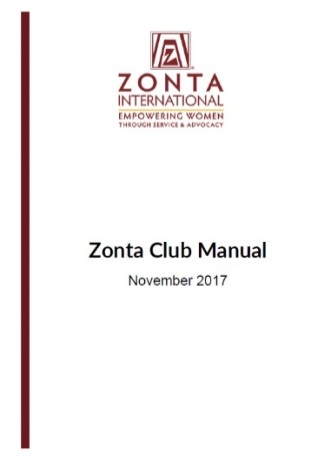 ZONTA
INTERNATIONAL
EMPOWERING WOMEN
THROUGH SERVICE & ADVOCACY
Zonta Club Manual
November 2017